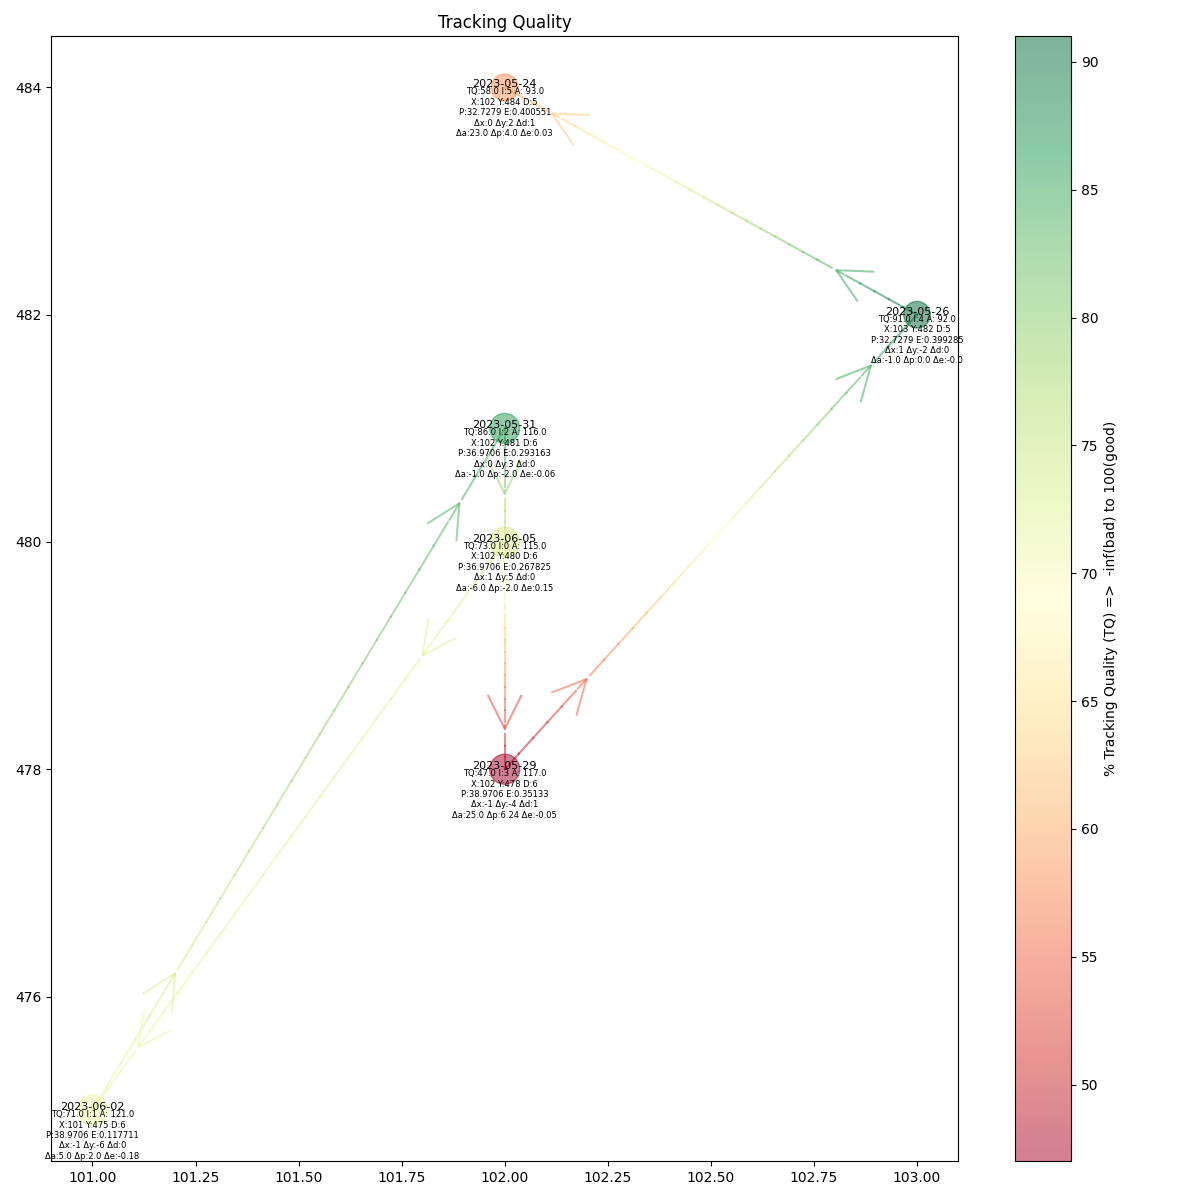 Tracking Quality
484
482
480
478
476
2023-05-24
TQ:58.0 I:5 A: 93.0
X:102 Y:484 D:5
P:32.7279 E:0.400551
Δx:0 Δy:2 Δd:1
Δa:23.0 Δp:4.0 Δe:0.03
2023-05-26
TQ:91.0 I:4 A: 92.0
X:103 Y:482 D:5
P:32.7279 E:0.399285
Δx:1 Δy:-2 Δd:0
Δa:-1.0 Δp:0.0 Δe:-0.0
2023-05-31
TQ:86.0 I:2 A: 116.0
X:102 Y:481 D:6
P:36.9706 E:0.293163
Δx:0 Δy:3 Δd:0
Δa:-1.0 Δp:-2.0 Δe:-0.06
2023-06-05
TQ:73.0 I:0 A: 115.0
X:102 Y:480 D:6
P:36.9706 E:0.267825
Δx:1 Δy:5 Δd:0
Δa:-6.0 Δp:-2.0 Δe:0.15
2023-05-29
TQ:47.0 I:3 A: 117.0
X:102 Y:478 D:6
P:38.9706 E:0.35133
Δx:-1 Δy:-4 Δd:1
Δa:25.0 Δp:6.24 Δe:-0.05
2023-06-02
TQ:71.0 I:1 A: 121.0
X:101 Y:475 D:6
P:38.9706 E:0.117711
Δx:-1 Δy:-6 Δd:0
Δa:5.0 Δp:2.0 Δe:-0.18
101.00 101.25 101.50 101.75 102.00 102.25 102.50 102.75 103.00
90
85
80
75
70
65
60
55
50
% Tracking Quality (TQ) => -inf(bad) to 100(good)